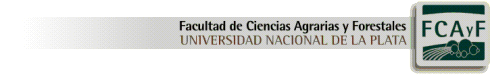 Facultad de Ciencias Agrarias y Forestales
UNIVERSIDAD NACIONAL DE LA PLATA
FCAyF